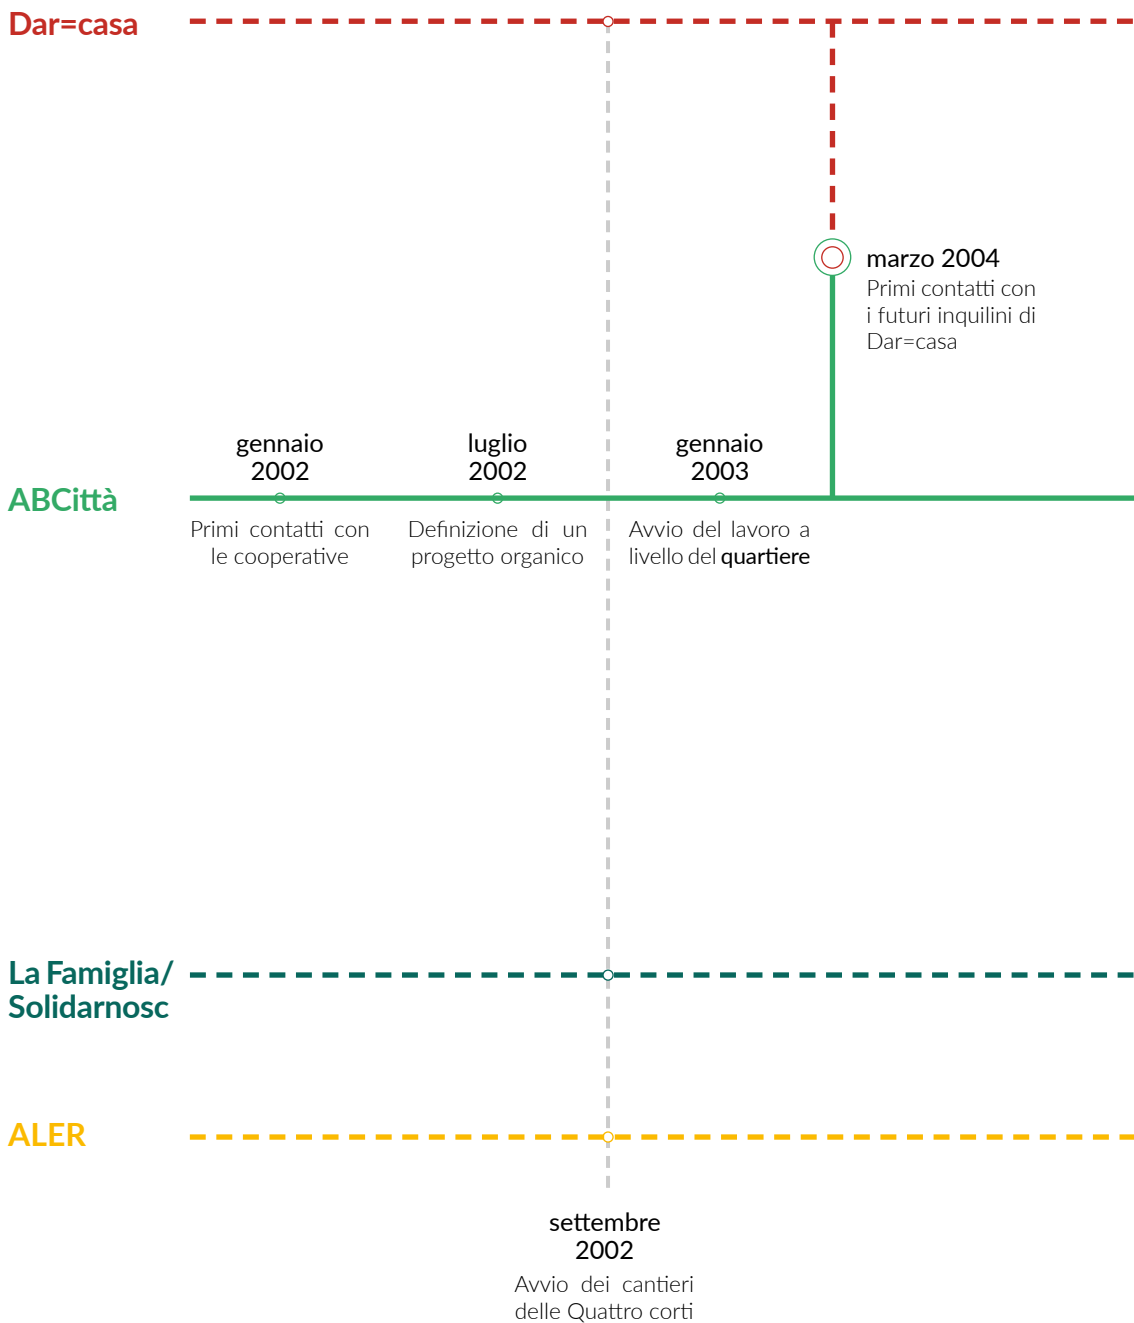 Dar=casa
marzo 2004
Primi contatti con
i futuri inquilini di
Dar=casa
gennaio
2002
luglio
2002
gennaio
2003
ABCittà
Primi contatti con
le cooperative
Definizione di un
progetto organico
Avvio del lavoro a
livello del quartiere
La Famiglia/
Solidarnosc
ALER
settembre
2002
Avvio dei cantieri
delle Quattro corti